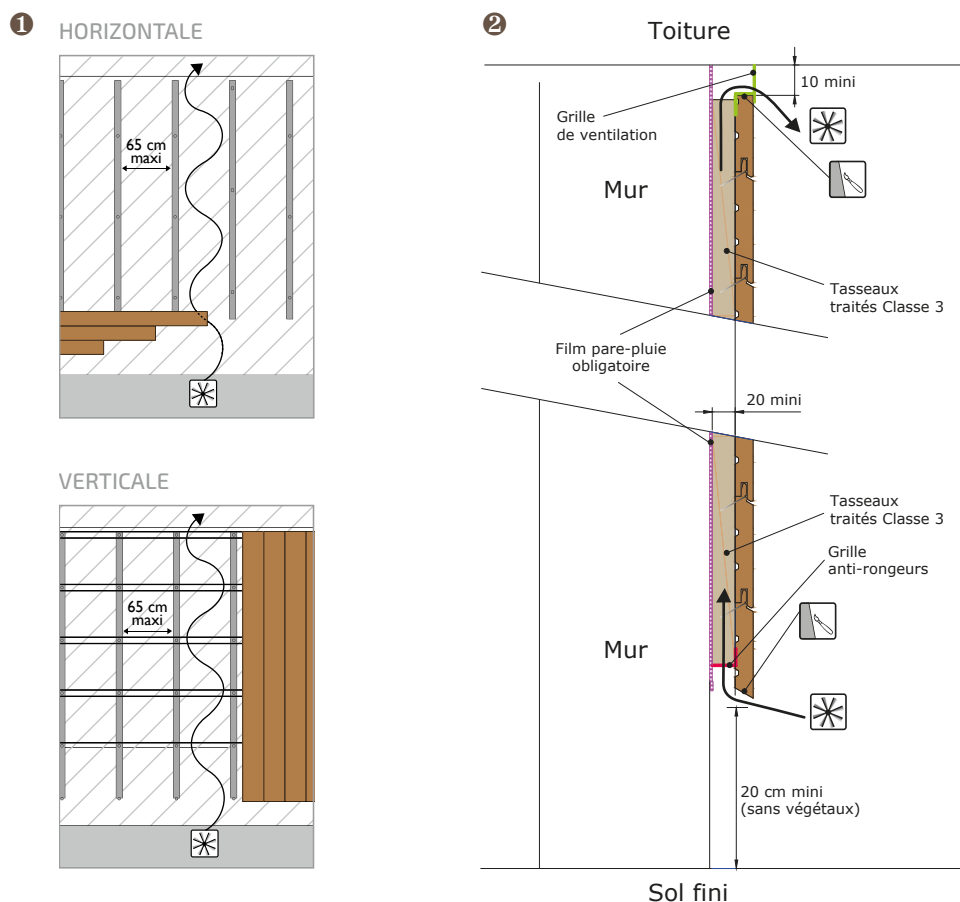 ❶ HORIZONTALE
65 cm
maxi
VERTICALE
65 cm
maxi
❷
Toiture
10 mini
Grille
de ventilation
Mur
Tasseaux
traités Classe 3
Film pare-pluie
obligatoire
20 mini
Tasseaux
traités Classe 3
Grille
anti-rongeurs
Mur
20 cm mini
(sans végétaux)
Sol fini